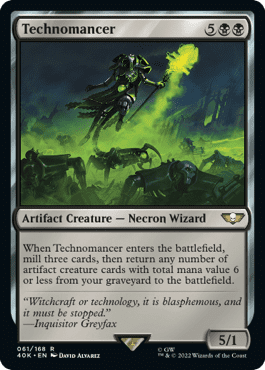 Technomancer 5
Artifact Creature — Necron Wizard
When Technomancer enters the battlefield,
mill three cards, then return any number of
artifact creature cards with total mana value 6
or less from your graveyard to the battlefield.
“Witchcraft or technology, it is blasphemous, and
it must be stopped.”
—Inquisitor Greyfax
5/1
061/168 R
40K • EN DAVID ALVAREZ
© GW
™ & © 2022 Wizards of the Coast